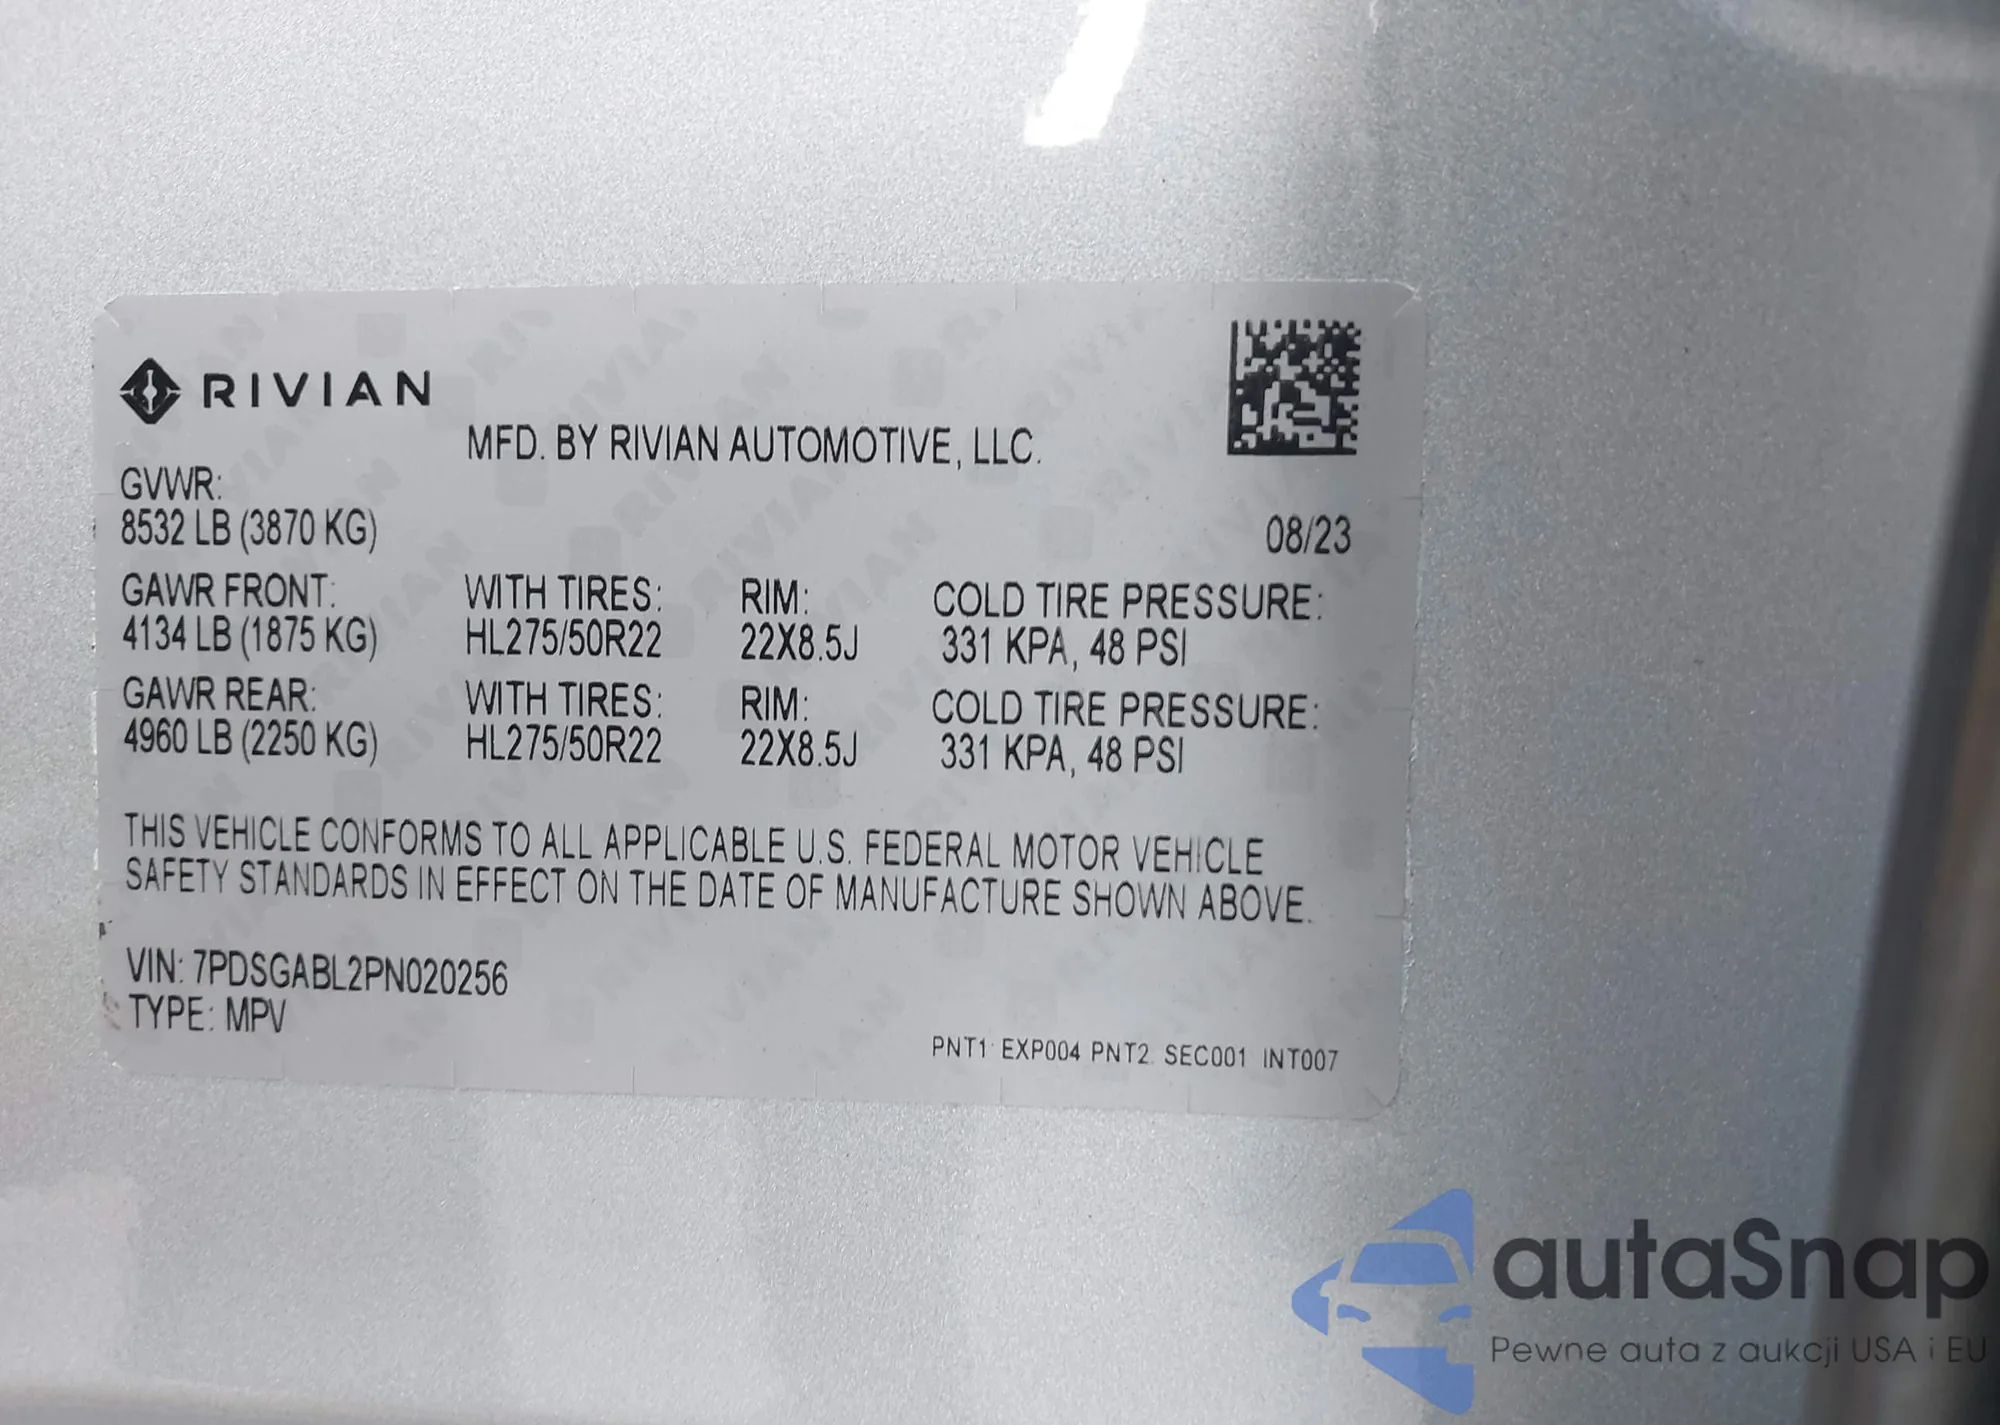 RIVIAN
MFD. BY RIVIAN AUTOMOTIVE, LLC.
GVWR:
8532 LB (3870 KG)
08/23
GAWR FRONT: WITH TIRES: RIM: COLD TIRE PRESSURE:
4134 LB (1875 KG) HL275/50R22 22X8.5J 331 KPA, 48 PSI
GAWR REAR: WITH TIRES: RIM: COLD TIRE PRESSURE:
4960 LB (2250 KG) HL275/50R22 22X8.5J 331 KPA, 48 PSI
THIS VEHICLE CONFORMS TO ALL APPLICABLE U.S. FEDERAL MOTOR VEHICLE
SAFETY STANDARDS IN EFFECT ON THE DATE OF MANUFACTURE SHOWN ABOVE.
VIN: 7PDSGABL2PN020256
TYPE: MPV
PNT1: EXP004 PNT2: SEC001 INT007
autaSnap
Pewne auta z aukcji USA i EU